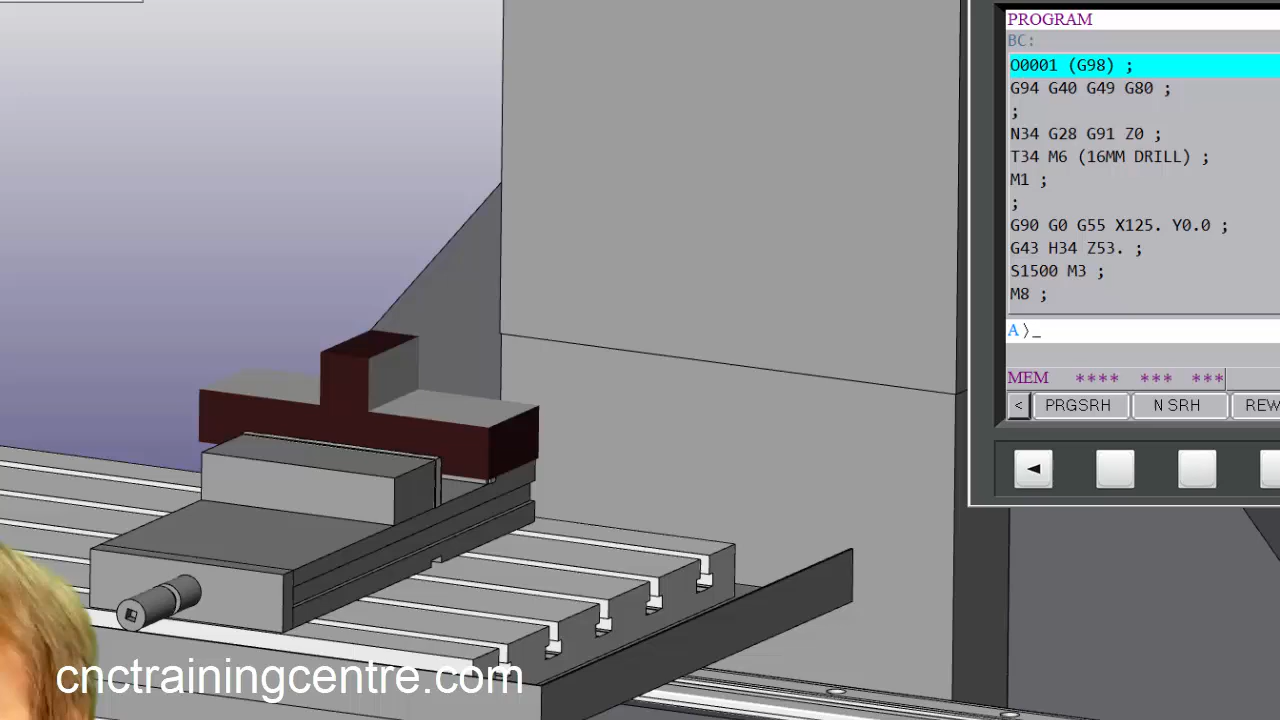 PROGRAM
BC:
O0001 (G98) ;
G94 G40 G49 G80 ;
;
N34 G28 G91 Z0 ;
T34 M6 (16MM DRILL) ;
M1 ;
;
G90 G0 G55 X125. Y0.0 ;
G43 H34 Z53. ;
S1500 M3 ;
M8 ;
A >_
MEM **** *** ***
< PRGSRH N SRH REW
cnctrainingcentre.com